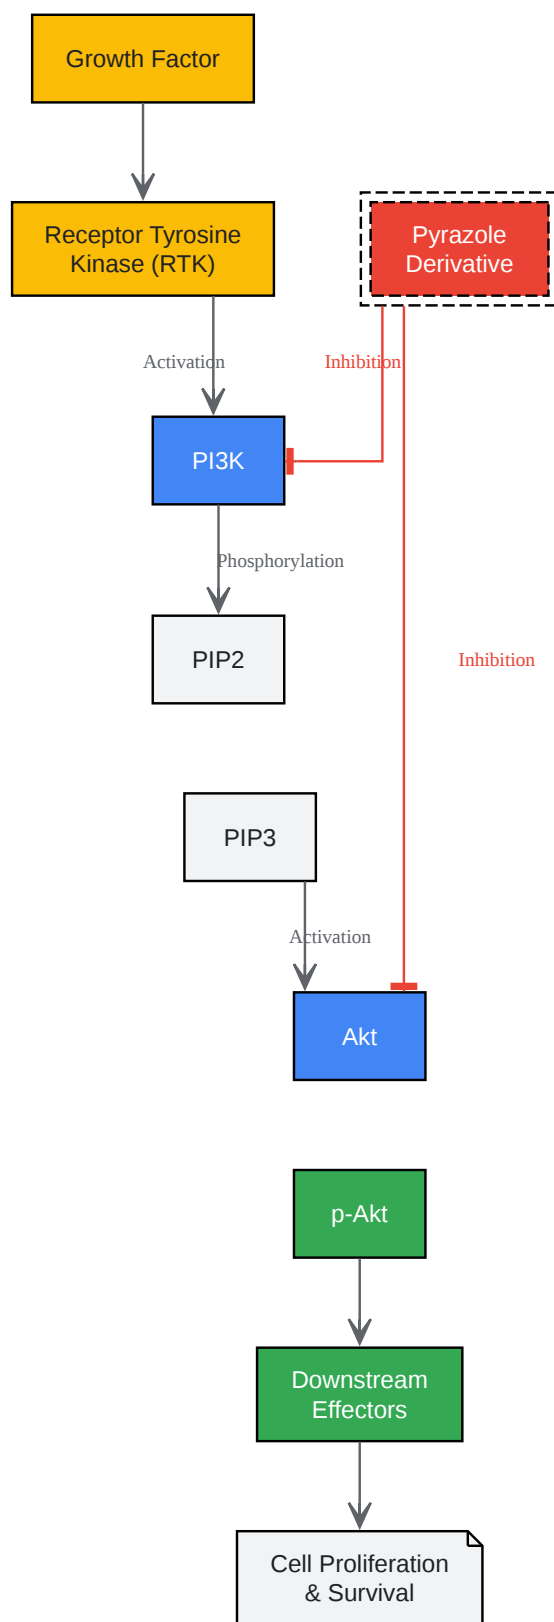 Growth Factor
Receptor Tyrosine
Kinase (RTK)
Pyrazole
Derivative
Activation
Inhibition
PI3K
Phosphorylation
PIP2
Inhibition
PIP3
Activation
Akt
p-Akt
Downstream
Effectors
Cell Proliferation
& Survival